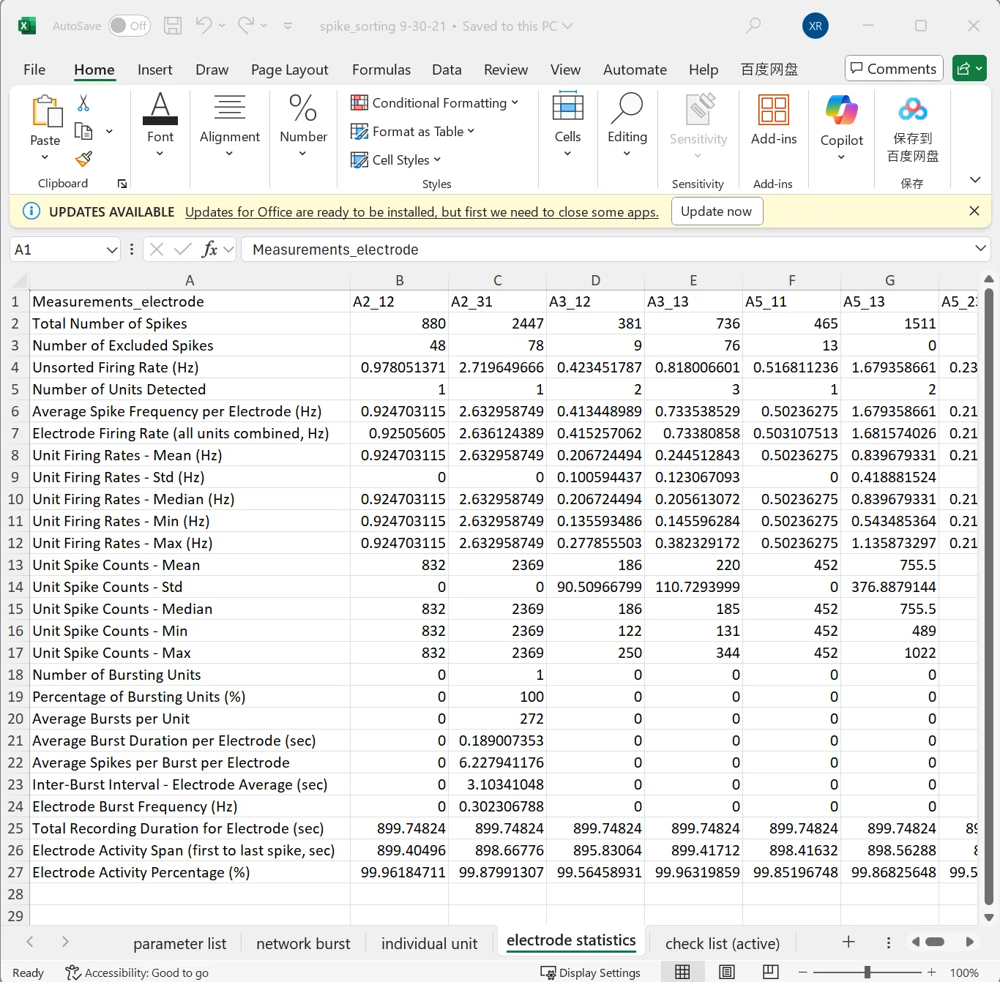 AutoSave Off spike_sorting 9-30-21 • Saved to this PC XR
File Home Insert Draw Page Layout Formulas Data Review View Automate Help 百度网盘 Comments
Paste Font Alignment Number Conditional Formatting Format as Table Cell Styles Cells Editing Sensitivity Add-ins Copilot 保存到 百度网盘
Clipboard Styles Sensitivity Add-ins 保存
UPDATES AVAILABLE Updates for Office are ready to be installed, but first we need to close some apps. Update now
A1 fx Measurements_electrode
A B C D E F G
1 Measurements_electrode A2_12 A2_31 A3_12 A3_13 A5_11 A5_13 A5_23
2 Total Number of Spikes 880 2447 381 736 465 1511
3 Number of Excluded Spikes 48 78 9 76 13 0
4 Unsorted Firing Rate (Hz) 0.978051371 2.719649666 0.423451787 0.818006601 0.516811236 1.679358661 0.23
5 Number of Units Detected 1 1 2 3 1 2
6 Average Spike Frequency per Electrode (Hz) 0.924703115 2.632958749 0.413448989 0.733538529 0.50236275 1.679358661 0.21
7 Electrode Firing Rate (all units combined, Hz) 0.92505605 2.636124389 0.415257062 0.73380858 0.503107513 1.681574026 0.21
8 Unit Firing Rates - Mean (Hz) 0.924703115 2.632958749 0.206724494 0.244512843 0.50236275 0.839679331 0.21
9 Unit Firing Rates - Std (Hz) 0 0 0.100594437 0.123067093 0 0.418881524
10 Unit Firing Rates - Median (Hz) 0.924703115 2.632958749 0.206724494 0.205613072 0.50236275 0.839679331 0.21
11 Unit Firing Rates - Min (Hz) 0.924703115 2.632958749 0.135593486 0.145596284 0.50236275 0.543485364 0.21
12 Unit Firing Rates - Max (Hz) 0.924703115 2.632958749 0.277855503 0.382329172 0.50236275 1.135873297 0.21
13 Unit Spike Counts - Mean 832 2369 186 220 452 755.5
14 Unit Spike Counts - Std 0 0 90.50966799 110.7293999 0 376.8879144
15 Unit Spike Counts - Median 832 2369 186 185 452 755.5
16 Unit Spike Counts - Min 832 2369 122 131 452 489
17 Unit Spike Counts - Max 832 2369 250 344 452 1022
18 Number of Bursting Units 0 1 0 0 0 0
19 Percentage of Bursting Units (%) 0 100 0 0 0 0
20 Average Bursts per Unit 0 272 0 0 0 0
21 Average Burst Duration per Electrode (sec) 0 0.189007353 0 0 0 0
22 Average Spikes per Burst per Electrode 0 6.227941176 0 0 0 0
23 Inter-Burst Interval - Electrode Average (sec) 0 3.10341048 0 0 0 0
24 Electrode Burst Frequency (Hz) 0 0.302306788 0 0 0 0
25 Total Recording Duration for Electrode (sec) 899.74824 899.74824 899.74824 899.74824 899.74824 899.74824
26 Electrode Activity Span (first to last spike, sec) 899.40496 898.66776 895.83064 899.41712 898.41632 898.56288
27 Electrode Activity Percentage (%) 99.96184711 99.87991307 99.56458931 99.96319859 99.85196748 99.86825648 99.5
28
29
parameter list network burst individual unit electrode statistics check list (active)
Ready Accessibility: Good to go Display Settings 100%